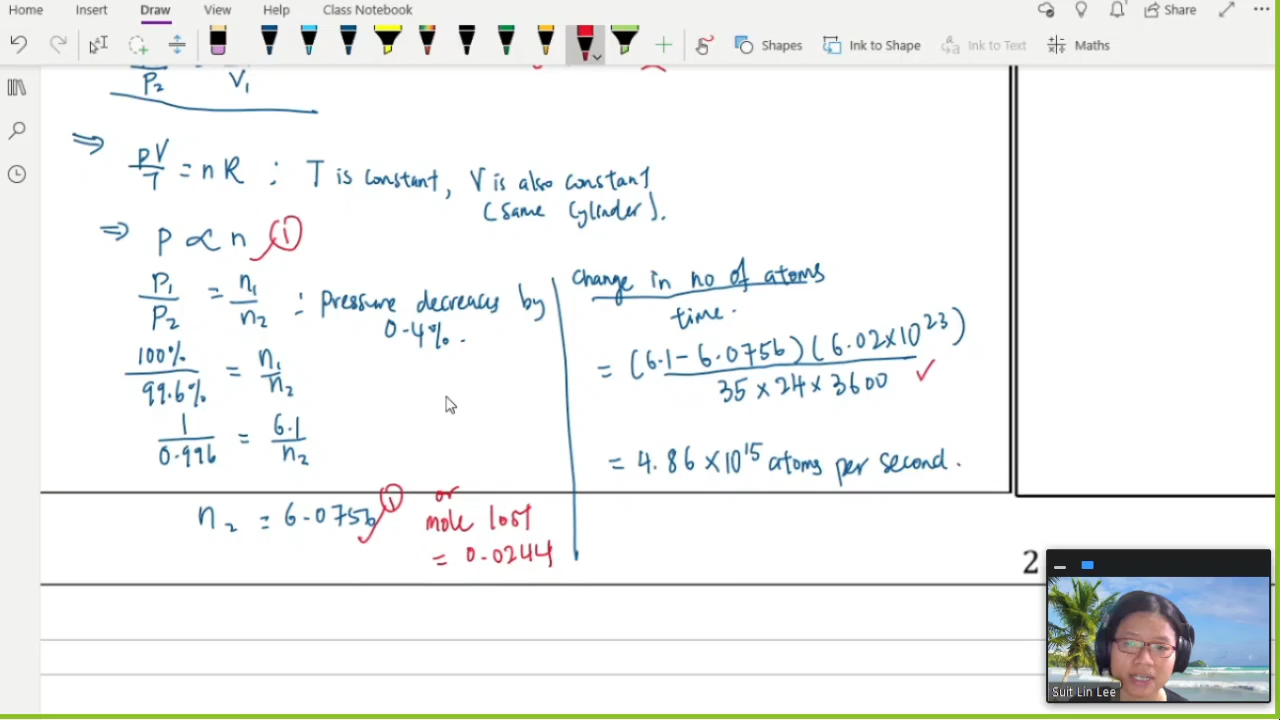 Home Insert Draw View Help Class Notebook Share
Shapes Ink to Shape Ink to Text Maths
P₂ V₁
⇒ pV/T = nR ; T is constant, V is also constant
(same cylinder).
⇒ P ∝ n ①
P₁/P₂ = n₁/n₂ : Pressure decreases by
0.4%.
100%/99.6% = n₁/n₂
1/0.996 = 6.1/n₂
n₂ = 6.0756 ①
or
mole lost
= 0.0244
change in no of atoms
time.
= (6.1 - 6.0756)(6.02×10²³)
35 × 24 × 3600 ✓
= 4.86 × 10¹⁵ atoms per second.
2
Suit Lin Lee